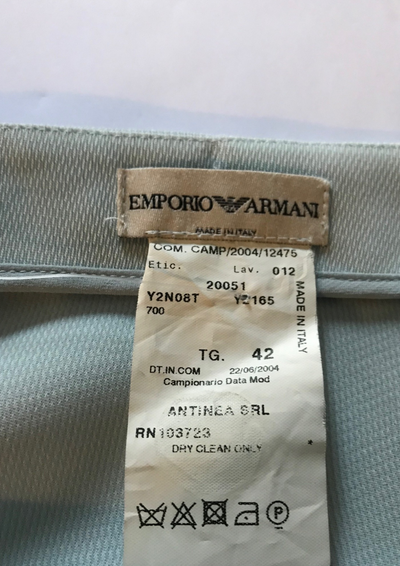 EMPORIO ARMANI
MADE IN ITALY
COM. CAMP/2004/12475
Etic. Lav. 012
20051
Y2N08T YZ165
700
MADE IN ITALY
TG. 42
DT.IN.COM 22/06/2004
Campionario Data Mod
ANTINEA SRL
RN 103723
DRY CLEAN ONLY
P